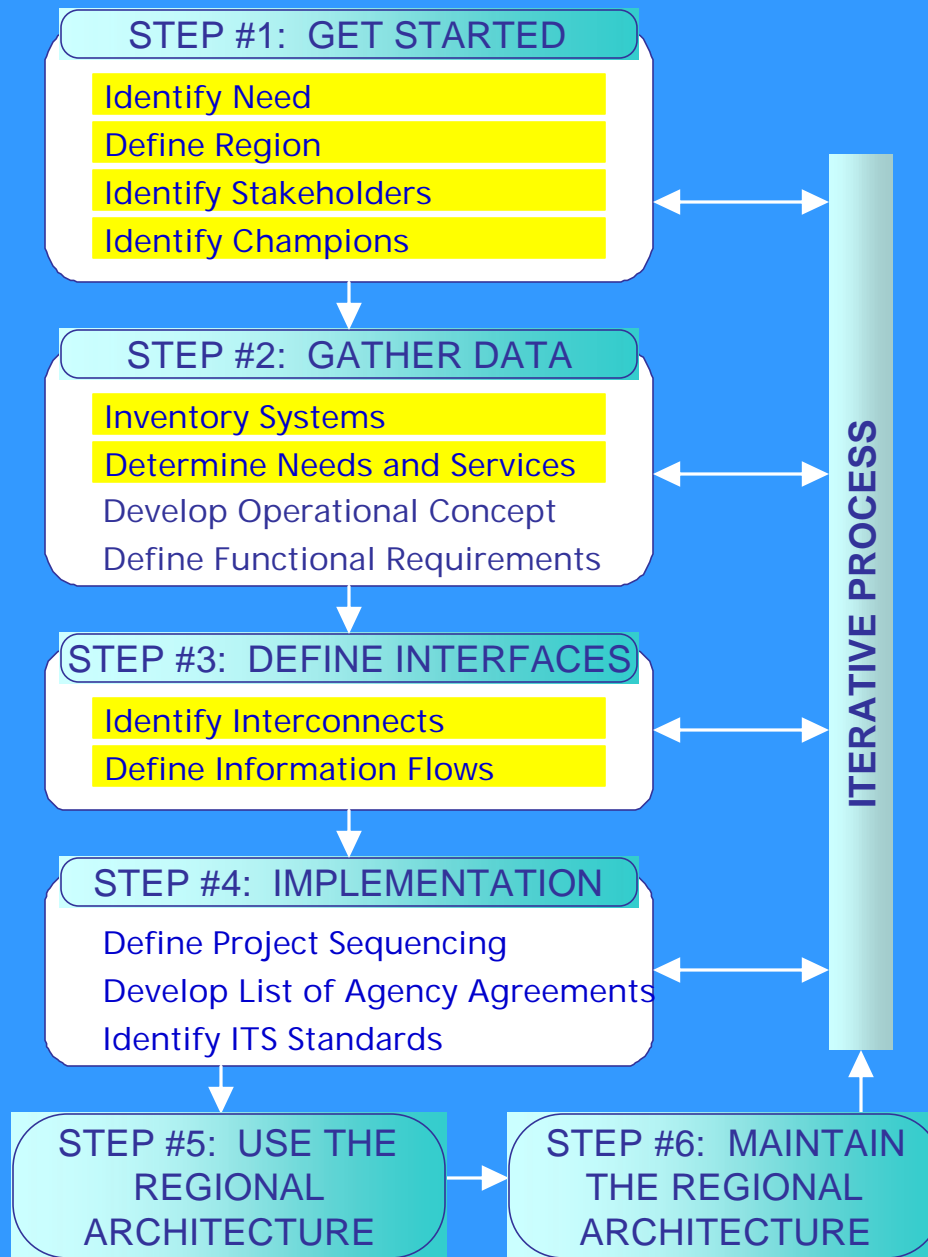 STEP #1: GET STARTED
Identify Need
Define Region
Identify Stakeholders
Identify Champions
STEP #2: GATHER DATA
Inventory Systems
Determine Needs and Services
Develop Operational Concept
Define Functional Requirements
STEP #3: DEFINE INTERFACES
Identify Interconnects
Define Information Flows
STEP #4: IMPLEMENTATION
Define Project Sequencing
Develop List of Agency Agreements
Identify ITS Standards
STEP #5: USE THE
REGIONAL
ARCHITECTURE
STEP #6: MAINTAIN
THE REGIONAL
ARCHITECTURE
ITERATIVE PROCESS